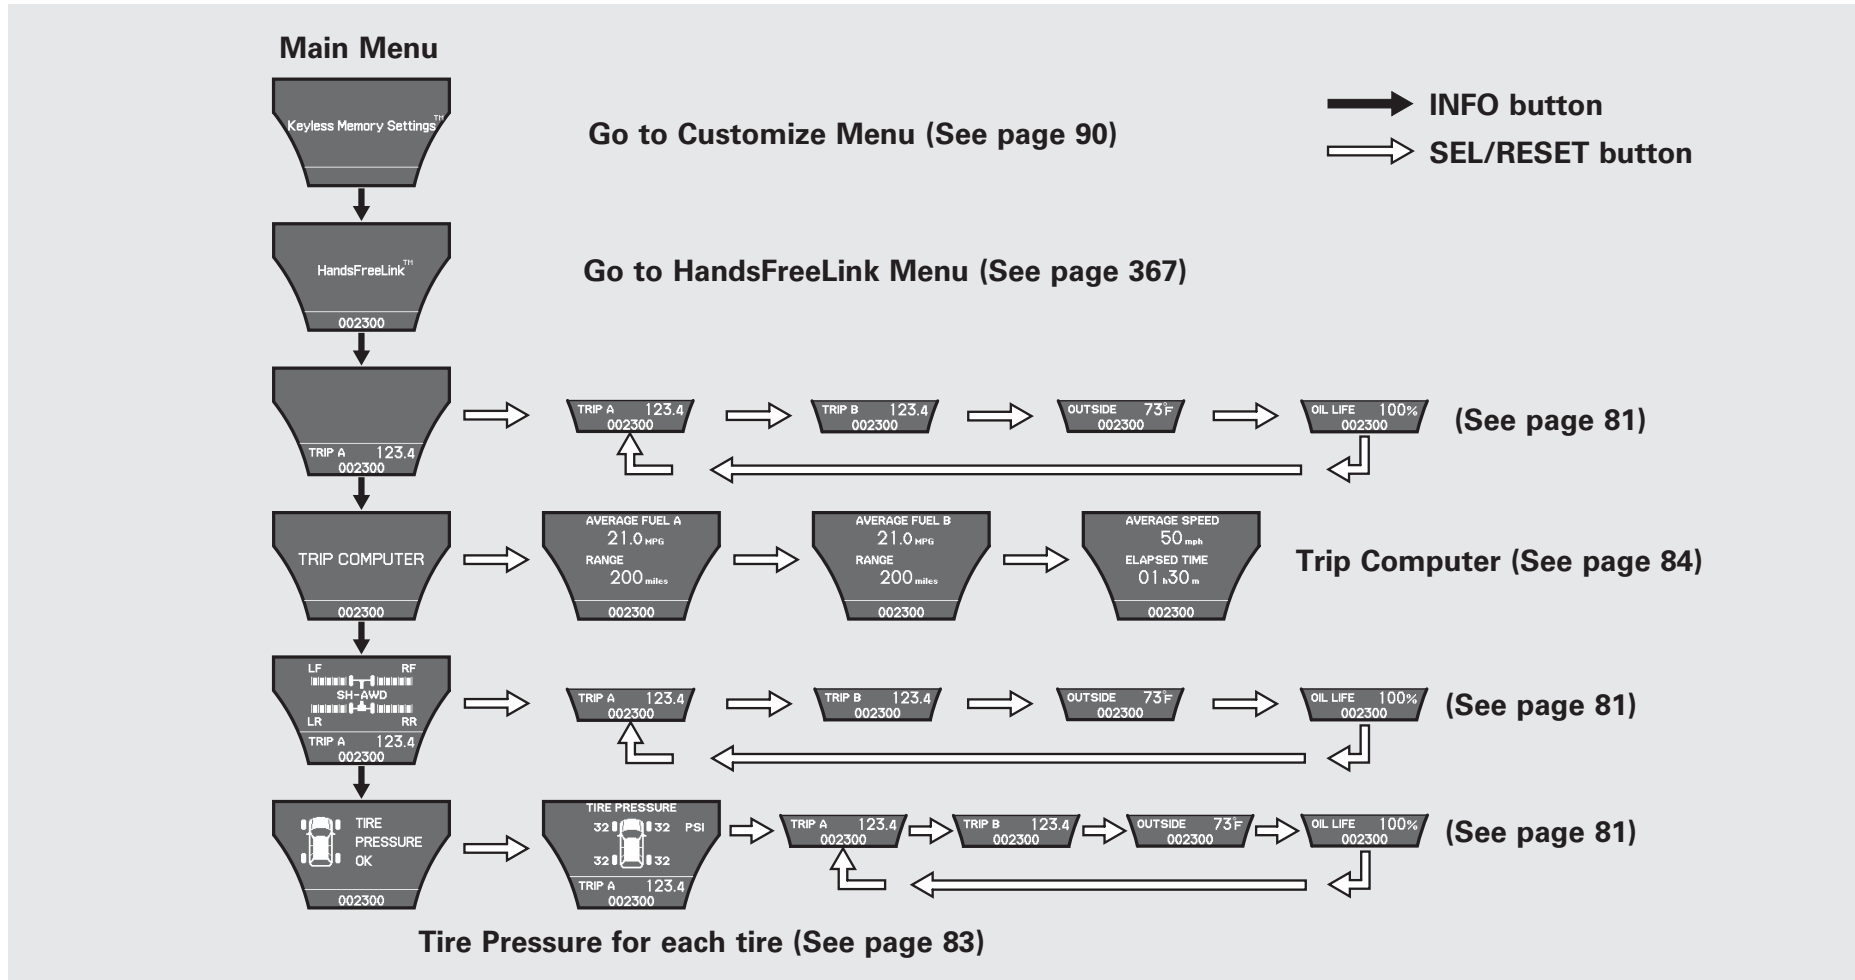 Main Menu
Keyless Memory Settings™
Go to Customize Menu (See page 90)
INFO button
SEL/RESET button
HandsFreeLink™
002300
Go to HandsFreeLink Menu (See page 367)
TRIP A 123.4
002300
TRIP A 123.4
002300
TRIP B 123.4
002300
OUTSIDE 73°F
002300
OIL LIFE 100%
002300
(See page 81)
TRIP COMPUTER
002300
AVERAGE FUEL A
21.0 MPG
RANGE
200 miles
002300
AVERAGE FUEL B
21.0 MPG
RANGE
200 miles
002300
AVERAGE SPEED
50 mph
ELAPSED TIME
01 h 30 m
002300
Trip Computer (See page 84)
LF RF
SH-AWD
LR RR
TRIP A 123.4
002300
TRIP A 123.4
002300
TRIP B 123.4
002300
OUTSIDE 73°F
002300
OIL LIFE 100%
002300
(See page 81)
TIRE
PRESSURE
OK
002300
TIRE PRESSURE
32 32 PSI
32 32
TRIP A 123.4
002300
TRIP A 123.4
002300
TRIP B 123.4
002300
OUTSIDE 73°F
002300
OIL LIFE 100%
002300
(See page 81)
Tire Pressure for each tire (See page 83)